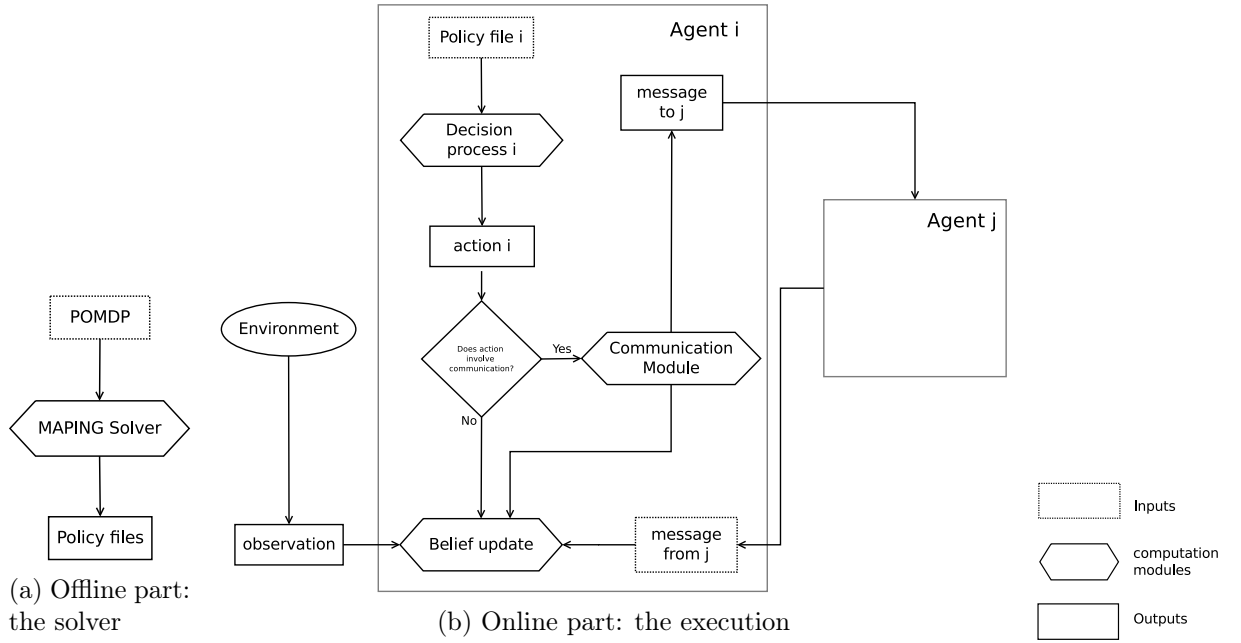 Policy file i
Agent i
message
to j
Decision
process i
Agent j
action i
POMDP
Environment
Does action
involve
communication?
Yes
Communication
Module
No
MAPING Solver
Policy files
observation
Belief update
message
from j
Inputs
computation
modules
Outputs
(a) Offline part:
the solver
(b) Online part: the execution